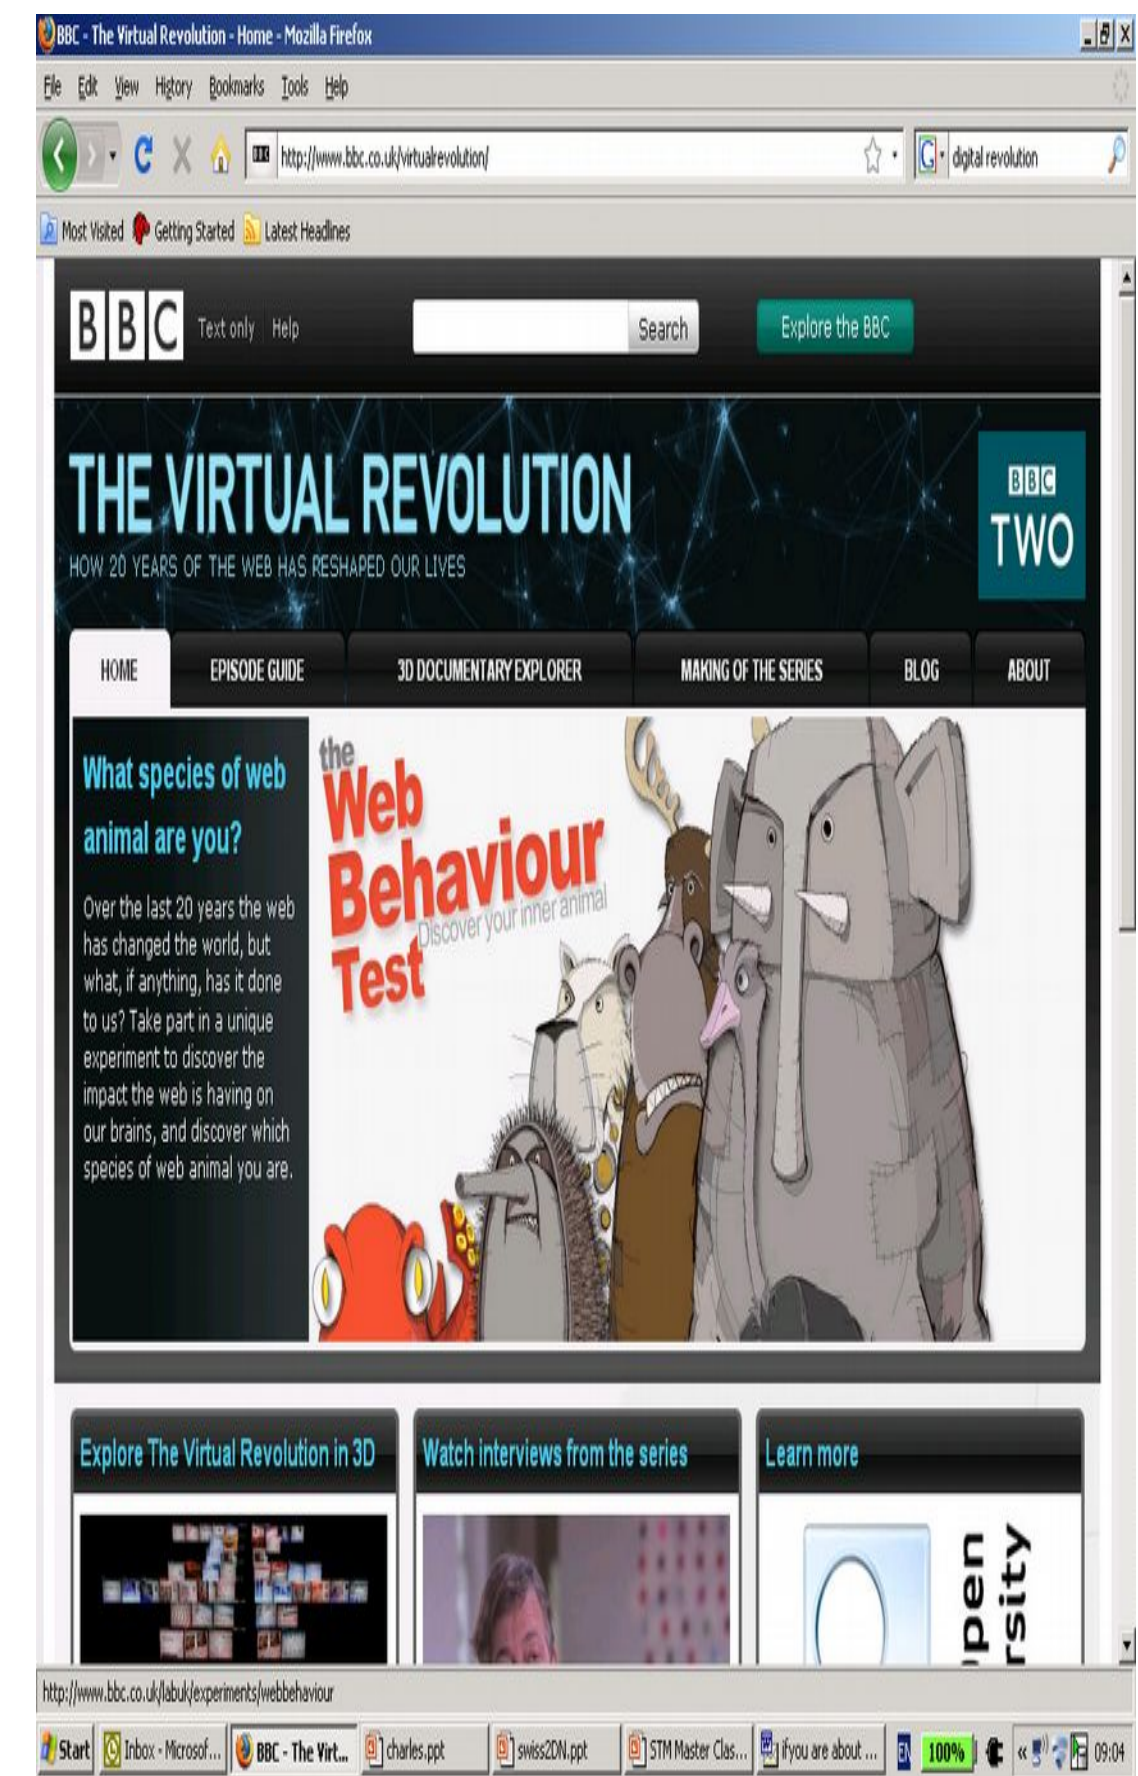 BBC - The Virtual Revolution - Home - Mozilla Firefox
File Edit View History Bookmarks Tools Help
http://www.bbc.co.uk/virtualrevolution/
digital revolution
Most Visited Getting Started Latest Headlines
BBC Text only Help Search Explore the BBC
THE VIRTUAL REVOLUTION
HOW 20 YEARS OF THE WEB HAS RESHAPED OUR LIVES
BBC
TWO
HOME EPISODE GUIDE 3D DOCUMENTARY EXPLORER MAKING OF THE SERIES BLOG ABOUT
What species of web
animal are you?
Over the last 20 years the web
has changed the world, but
what, if anything, has it done
to us? Take part in a unique
experiment to discover the
impact the web is having on
our brains, and discover which
species of web animal you are.
the
Web
Behaviour
Discover your inner animal
Test
Explore The Virtual Revolution in 3D
Watch interviews from the series
Learn more
pen
rsity
http://www.bbc.co.uk/labuk/experiments/webbehaviour
Start Inbox - Microsof... BBC - The Virt... charles.ppt swiss2DN.ppt STM Master Clas... ifyou are about ... EN 100% « 09:04